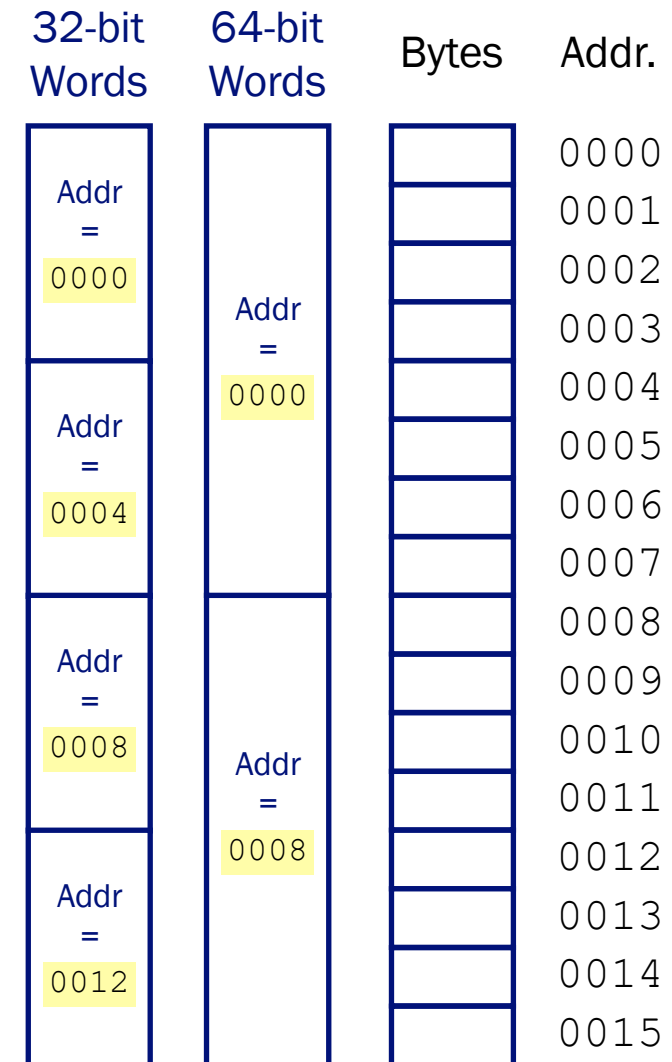 32-bit
Words
64-bit
Words
Bytes
Addr.
Addr
=
0000
Addr
=
0004
Addr
=
0008
Addr
=
0012
Addr
=
0000
Addr
=
0008
0000
0001
0002
0003
0004
0005
0006
0007
0008
0009
0010
0011
0012
0013
0014
0015